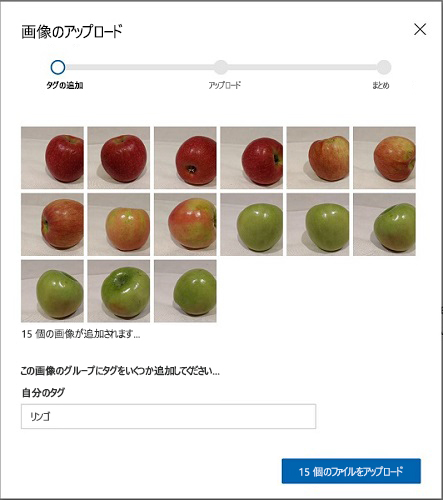 画像のアップロード
タグの追加
アップロード
まとめ
15 個の画像が追加されます...
この画像のグループにタグをいくつか追加してください...
自分のタグ
リンゴ
15 個のファイルをアップロード